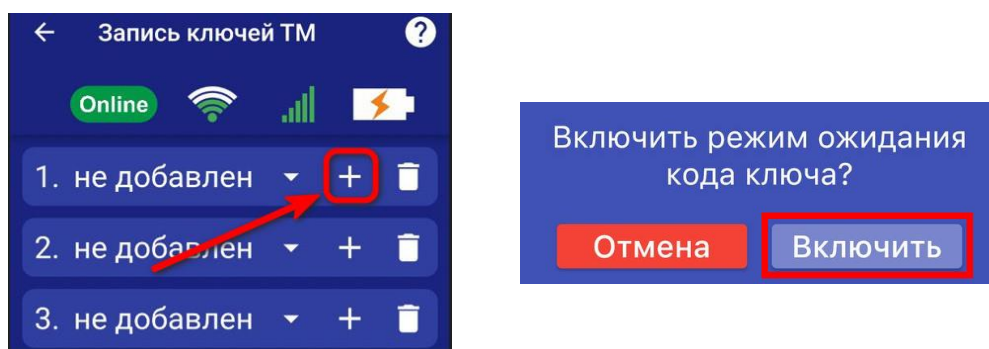 Запись ключей ТМ
?
Online
1. не добавлен
2. не добавлен
3. не добавлен
Включить режим ожидания
кода ключа?
Отмена
Включить